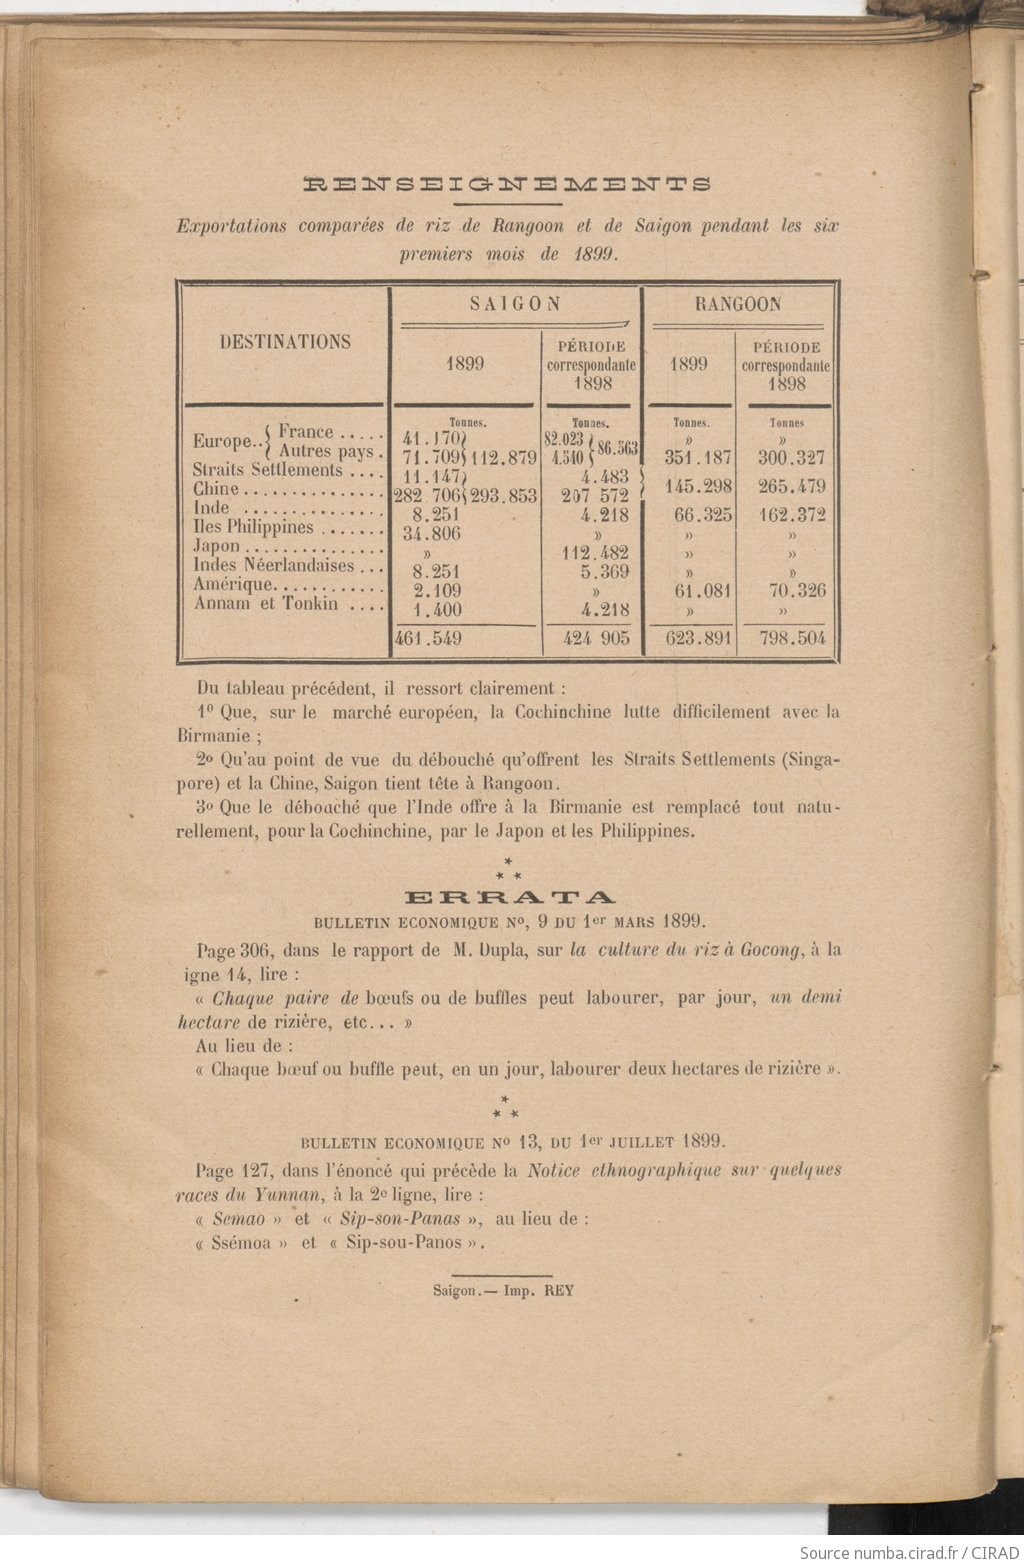 RENSEIGNEMENTS
Exportations comparées de riz de Rangoon et de Saigon pendant les six
premiers mois de 1899.
DESTINATIONS SAIGON RANGOON
1899 PÉRIODE correspondante 1898 1899 PÉRIODE correspondante 1898
Tonnes. Tonnes. Tonnes. Tonnes
Europe.. { France ..... 41.170 } 82.023 } » »
{ Autres pays . 71.709 } 112.879 4.540 } 86.563 351.187 300.327
Straits Settlements .... 11.147 } 4.483 }
Chine ............... 282 706 } 293.853 207 572 } 145.298 265.479
Inde ............... 8.251 4.218 66.325 162.372
Iles Philippines ....... 34.806 » » »
Japon ............... » 112.482 » »
Indes Néerlandaises ... 8.251 5.369 » »
Amérique............ 2.109 » 61.081 70.326
Annam et Tonkin .... 1.400 4.218 » »
461.549 424 905 623.891 798.504
Du tableau précédent, il ressort clairement :
1º Que, sur le marché européen, la Cochinchine lutte difficilement avec la
Birmanie ;
2º Qu'au point de vue du débouché qu'offrent les Straits Settlements (Singa-
pore) et la Chine, Saigon tient tête à Rangoon.
3º Que le débouché que l'Inde offre à la Birmanie est remplacé tout natu-
rellement, pour la Cochinchine, par le Japon et les Philippines.
*
* *
ERRATA
BULLETIN ECONOMIQUE Nº, 9 DU 1er MARS 1899.
Page 306, dans le rapport de M. Dupla, sur la culture du riz à Gocong, à la
igne 14, lire :
« Chaque paire de bœufs ou de buffles peut labourer, par jour, un demi
hectare de rizière, etc... »
Au lieu de :
« Chaque bœuf ou buffle peut, en un jour, labourer deux hectares de rizière ».
*
* *
BULLETIN ECONOMIQUE Nº 13, DU 1er JUILLET 1899.
Page 127, dans l'énoncé qui précède la Notice ethnographique sur quelques
races du Yunnan, à la 2e ligne, lire :
« Semao » et « Sip-son-Panas », au lieu de :
« Ssémoa » et « Sip-sou-Panos ».
Saigon.— Imp. REY
Source numba.cirad.fr / CIRAD